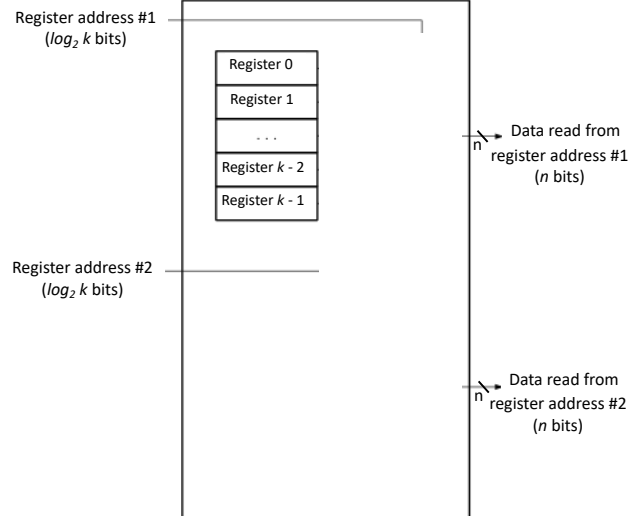 Register address #1
(log₂ k bits)
Register 0
Register 1
. . .
Register k - 2
Register k - 1
n
Data read from
register address #1
(n bits)
Register address #2
(log₂ k bits)
n
Data read from
register address #2
(n bits)